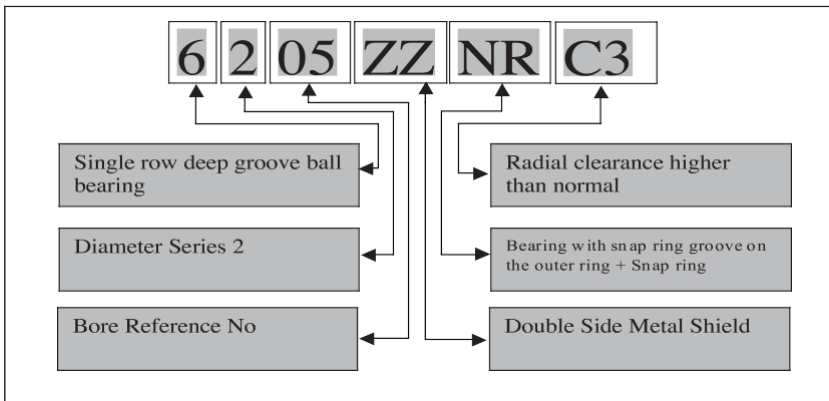 6 2 05 ZZ NR C3
Single row deep groove ball
bearing
Radial clearance higher
than normal
Diameter Series 2
Bearing with snap ring groove on
the outer ring + Snap ring
Bore Reference No
Double Side Metal Shield